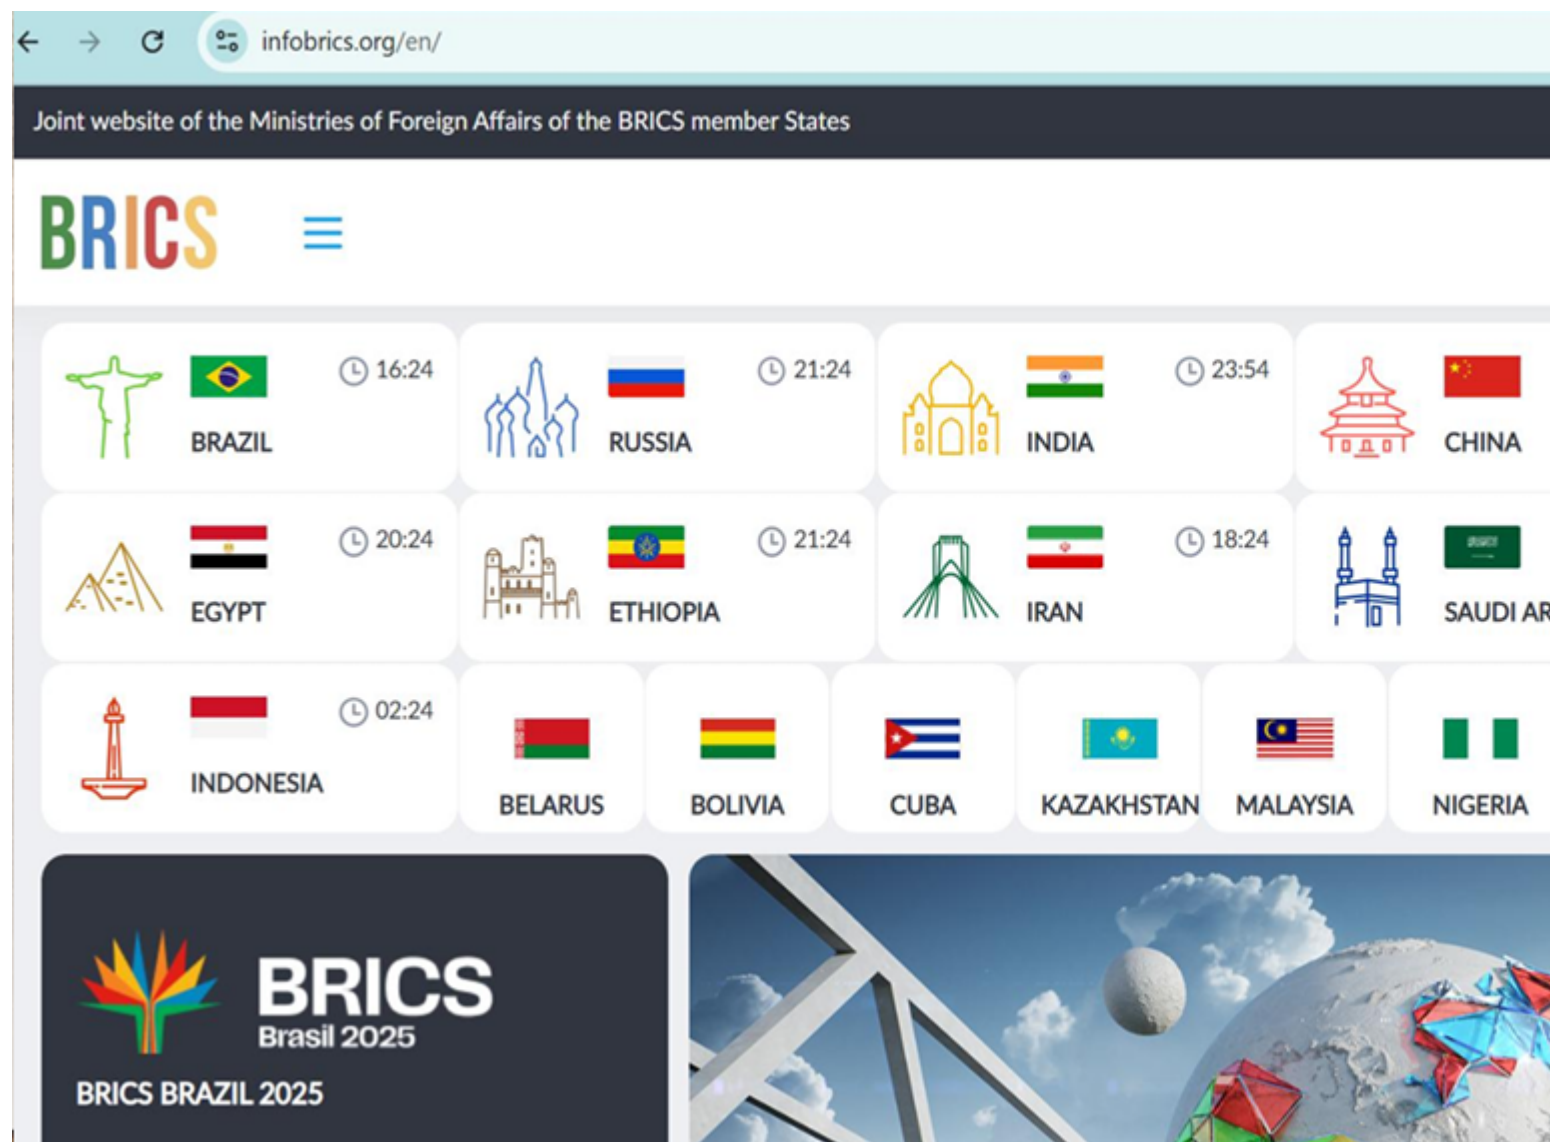 infobrics.org/en/
Joint website of the Ministries of Foreign Affairs of the BRICS member States
BRICS
16:24
BRAZIL
21:24
RUSSIA
23:54
INDIA
CHINA
20:24
EGYPT
21:24
ETHIOPIA
18:24
IRAN
SAUDI AR
02:24
INDONESIA
BELARUS
BOLIVIA
CUBA
KAZAKHSTAN
MALAYSIA
NIGERIA
BRICS
Brasil 2025
BRICS BRAZIL 2025